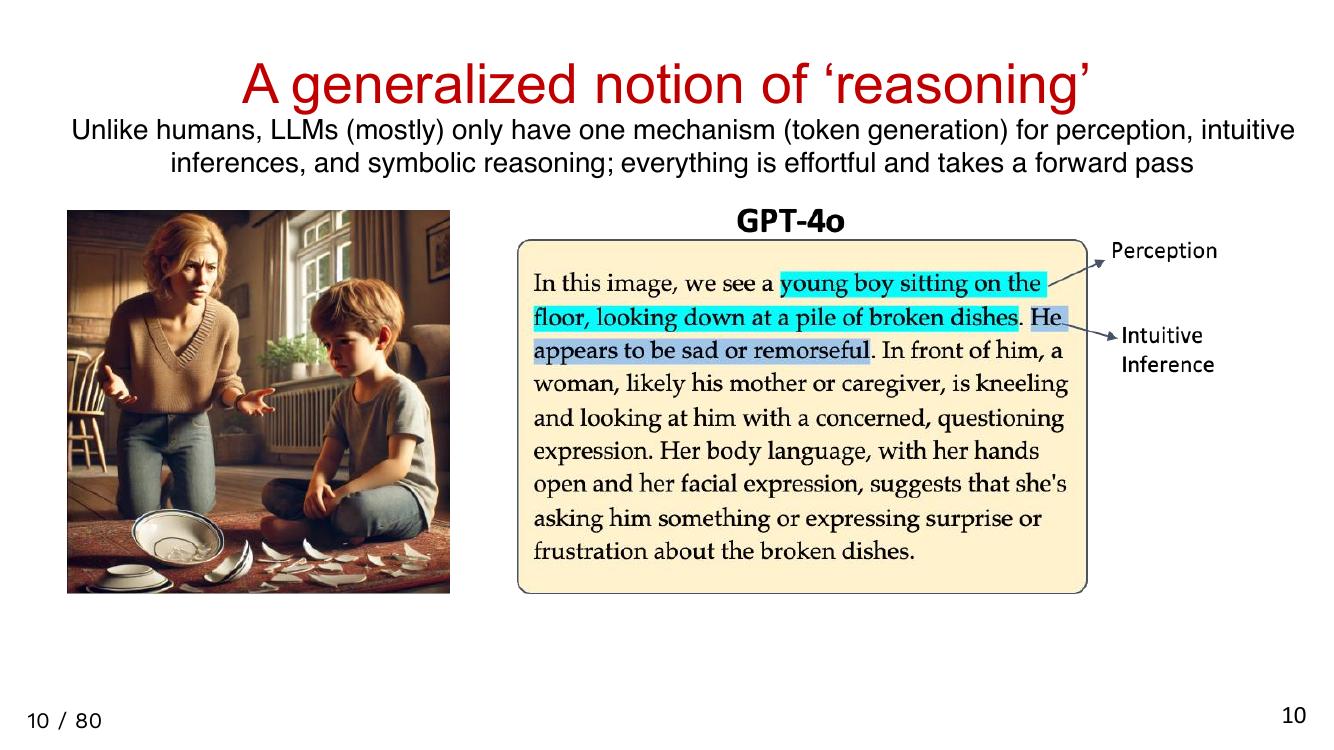 A generalized notion of ‘reasoning’
Unlike humans, LLMs (mostly) only have one mechanism (token generation) for perception, intuitive
inferences, and symbolic reasoning; everything is effortful and takes a forward pass
GPT-4o
In this image, we see a young boy sitting on the
floor, looking down at a pile of broken dishes. He
appears to be sad or remorseful. In front of him, a
woman, likely his mother or caregiver, is kneeling
and looking at him with a concerned, questioning
expression. Her body language, with her hands
open and her facial expression, suggests that she's
asking him something or expressing surprise or
frustration about the broken dishes.
Perception
Intuitive
Inference
10 / 80
10